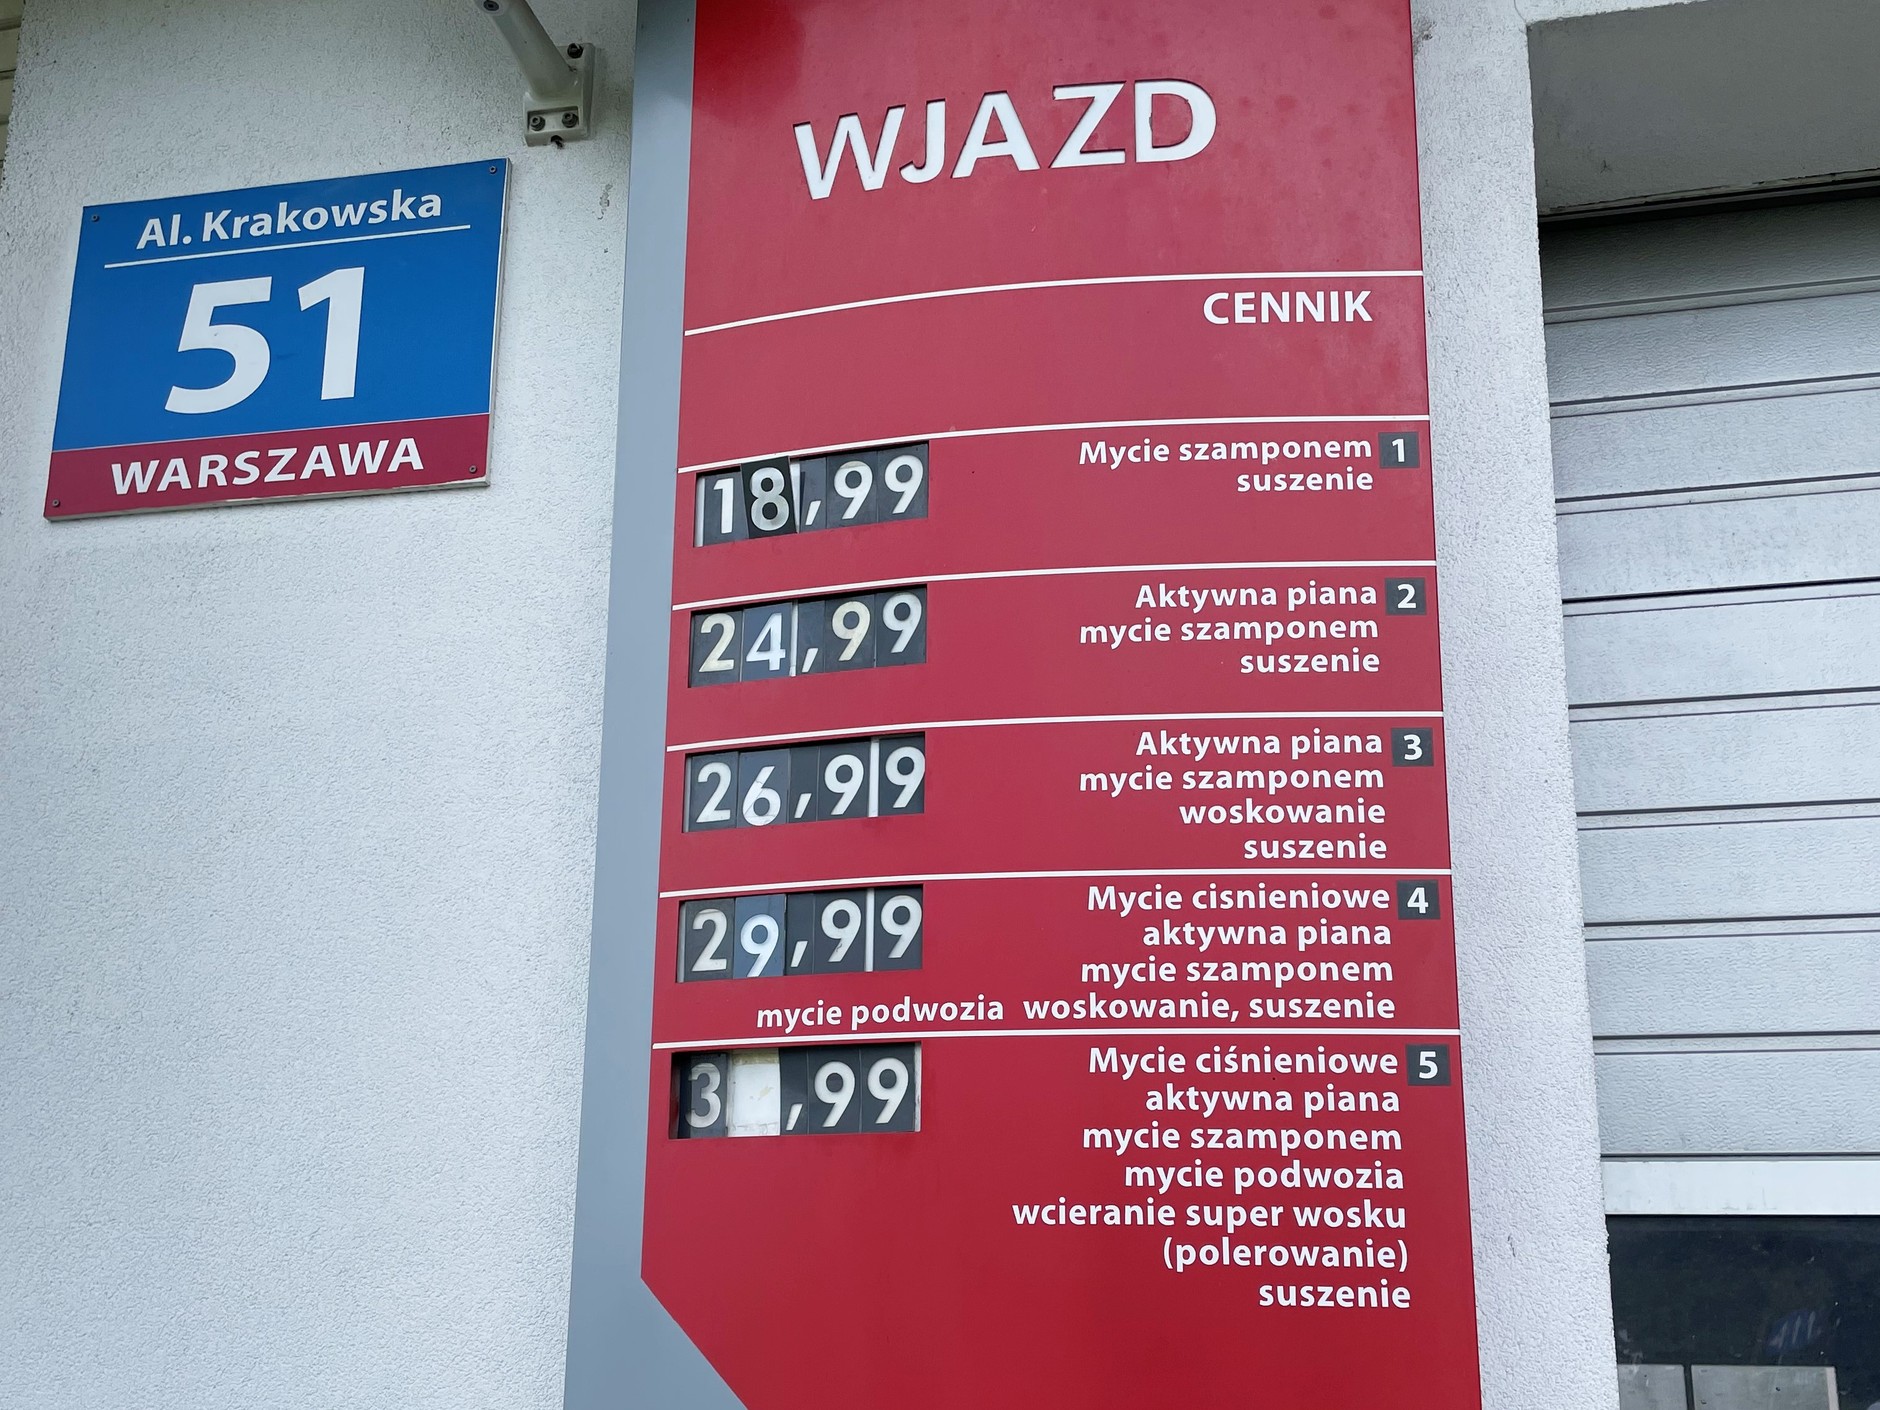 Al. Krakowska
51
WARSZAWA
WJAZD
CENNIK
18,99
Mycie szamponem 1
suszenie
24,99
Aktywna piana 2
mycie szamponem
suszenie
26,99
Aktywna piana 3
mycie szamponem
woskowanie
suszenie
29,99
Mycie cisnieniowe 4
aktywna piana
mycie szamponem
mycie podwozia woskowanie, suszenie
3 ,99
Mycie ciśnieniowe 5
aktywna piana
mycie szamponem
mycie podwozia
wcieranie super wosku
(polerowanie)
suszenie